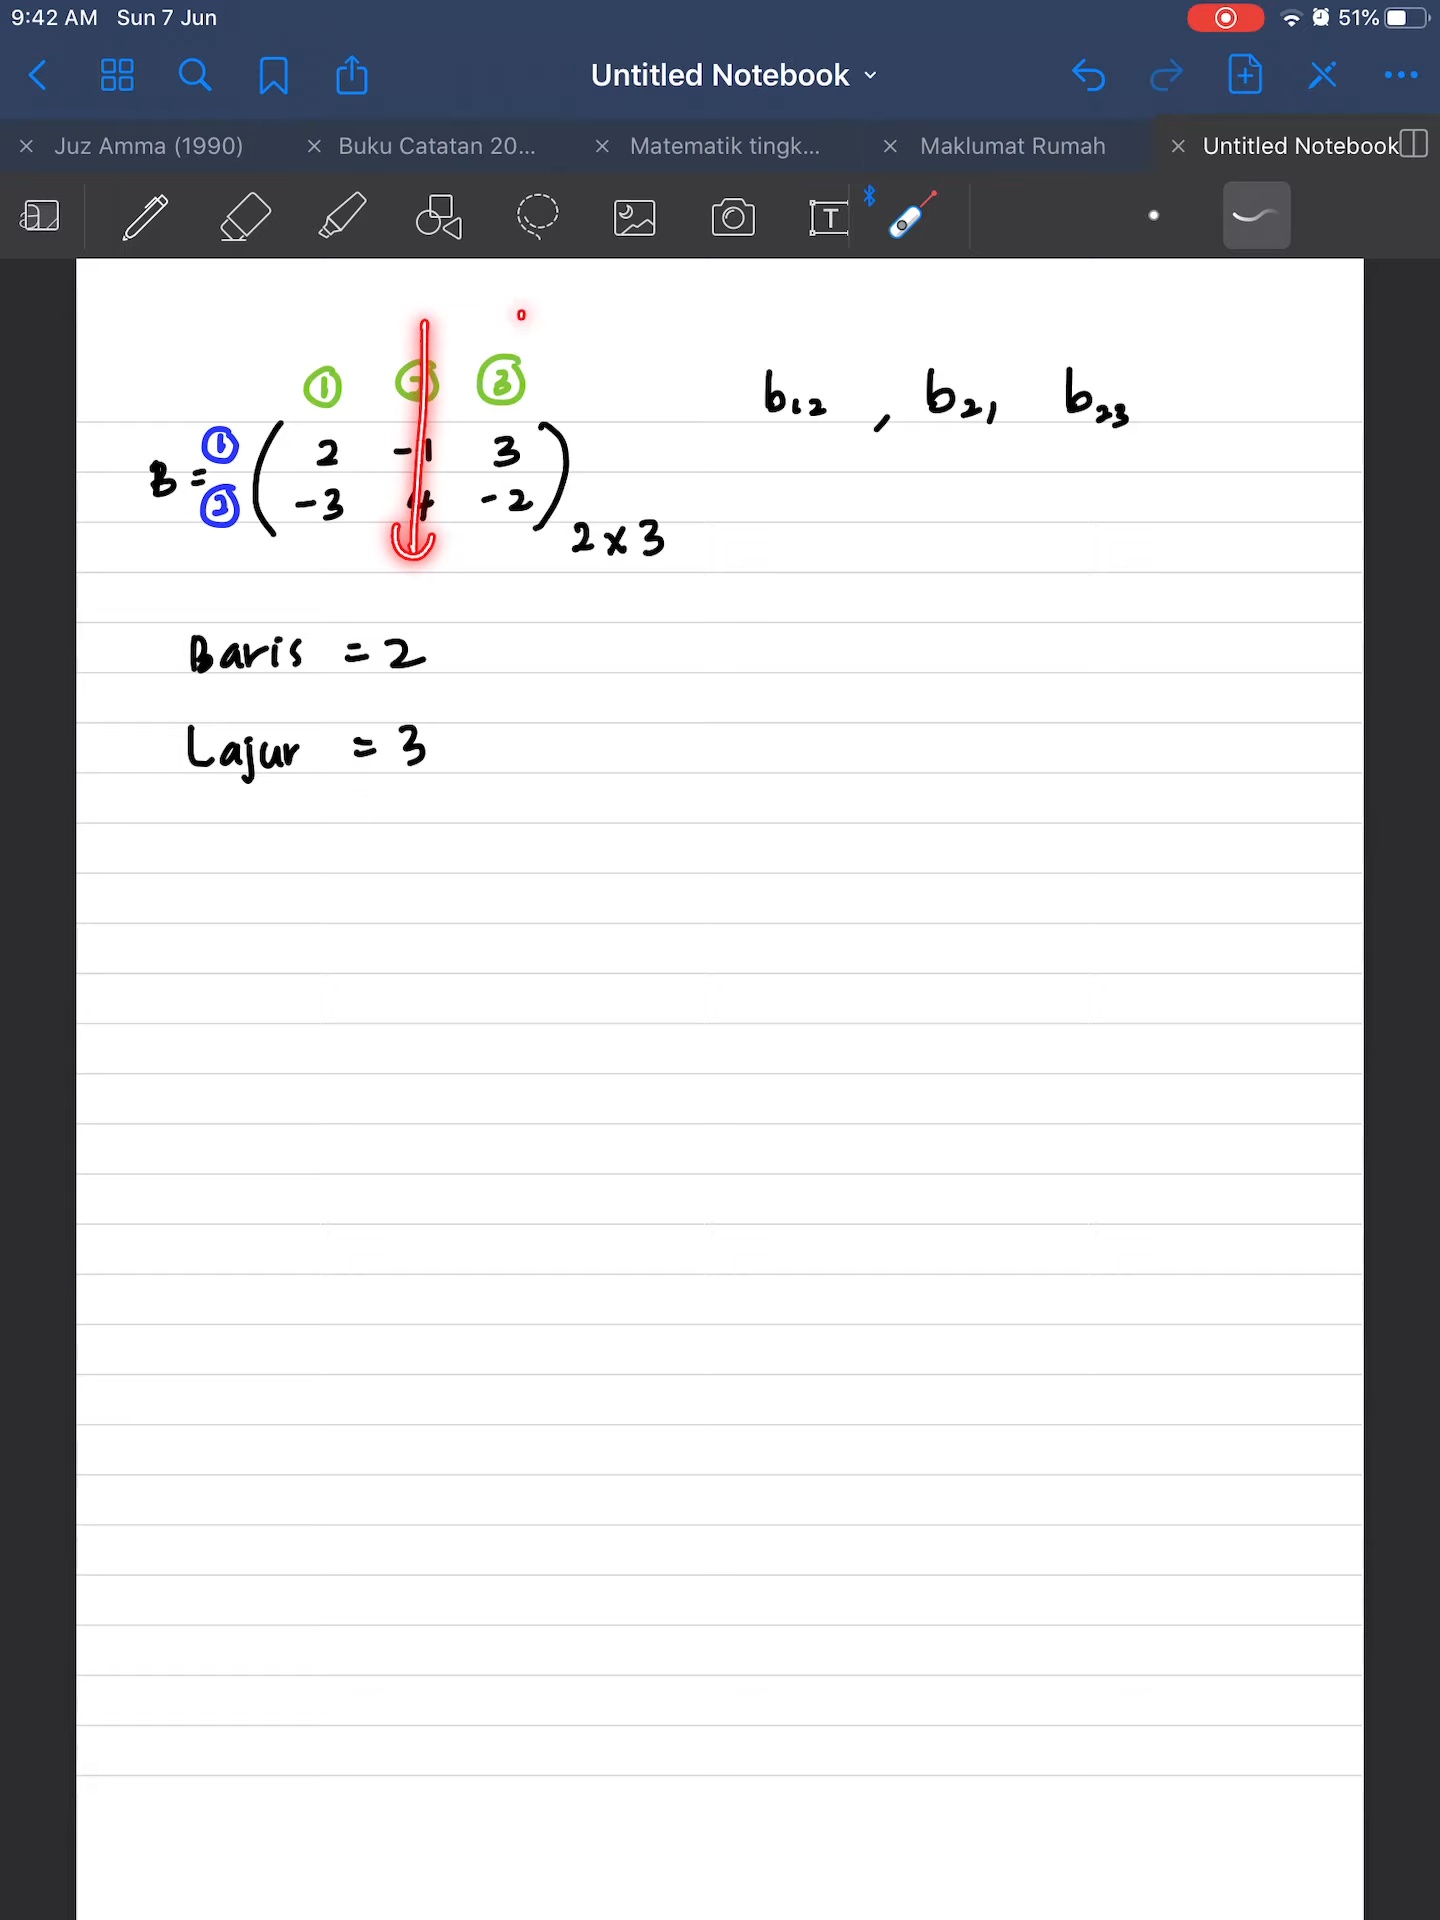 9:42 AM Sun 7 Jun 51%
Untitled Notebook
Juz Amma (1990) Buku Catatan 20... Matematik tingk... Maklumat Rumah Untitled Notebook
T
① ③
b12 , b21 b23
B = ① ( 2 -1 3 )
② ( -3 4 -2 ) 2 x 3
Baris = 2
Lajur = 3